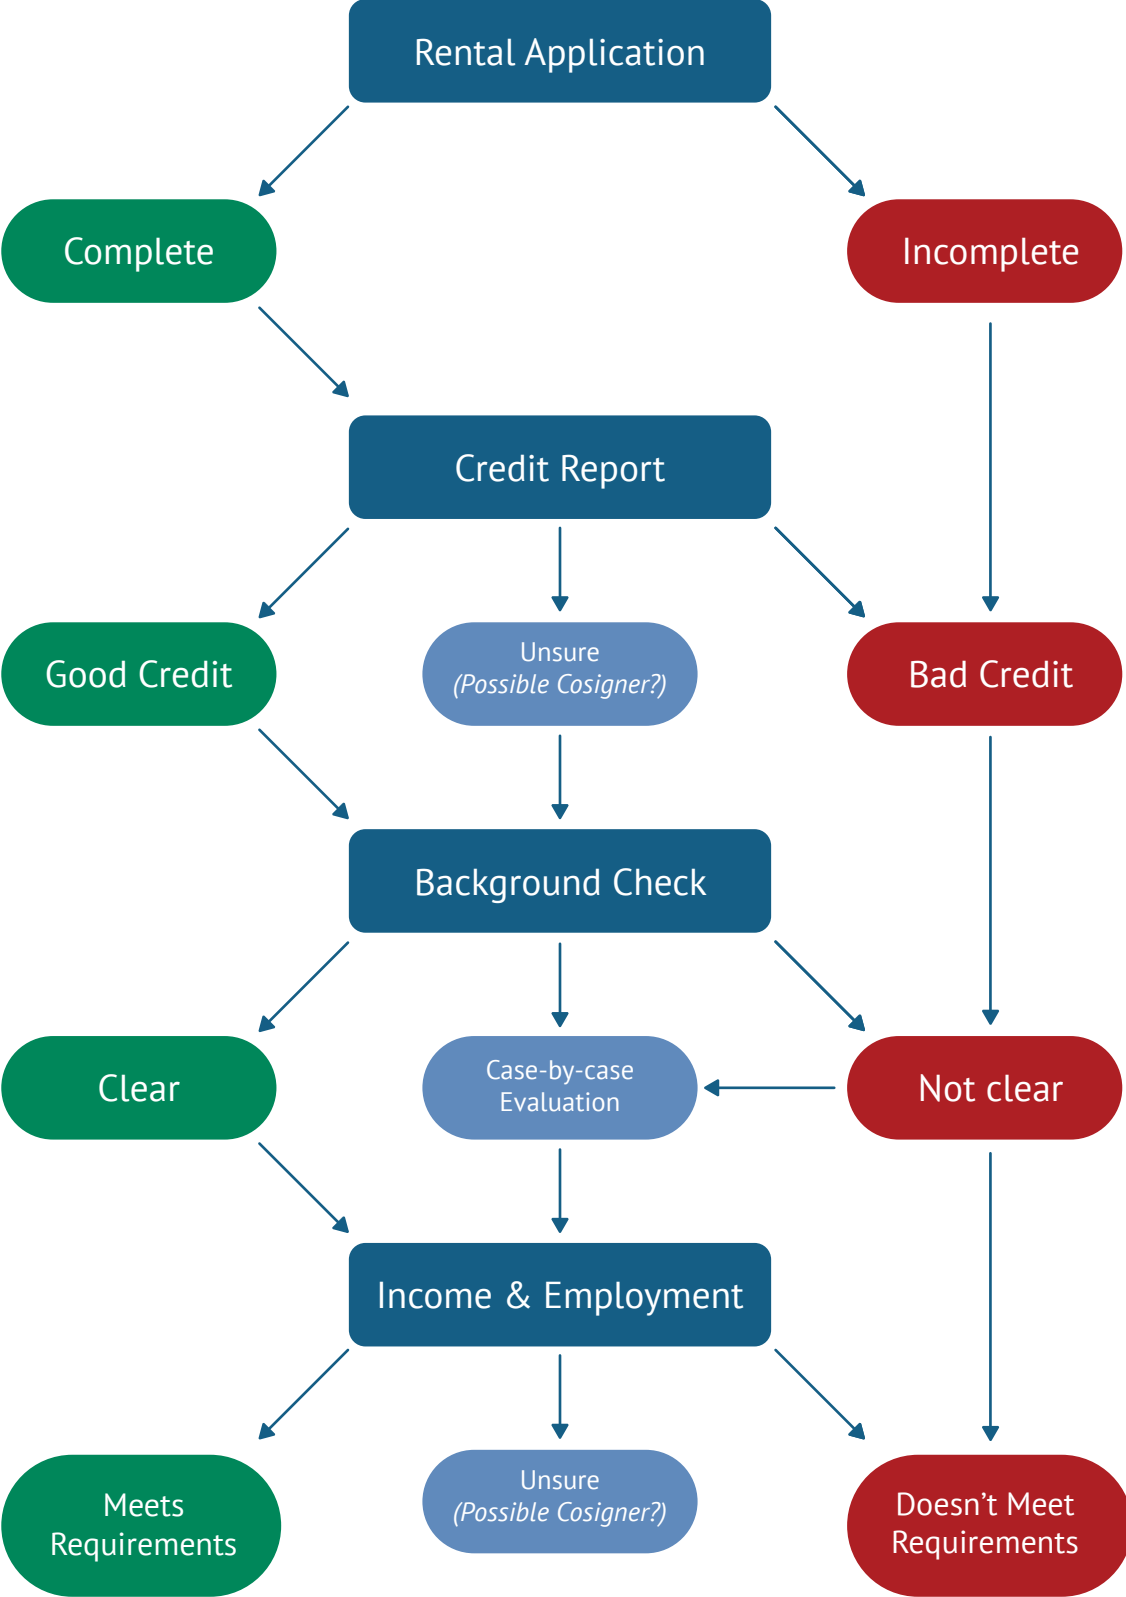 Rental Application
Complete
Incomplete
Credit Report
Good Credit
Unsure
(Possible Cosigner?)
Bad Credit
Background Check
Clear
Case-by-case
Evaluation
Not clear
Income & Employment
Meets
Requirements
Unsure
(Possible Cosigner?)
Doesn’t Meet
Requirements